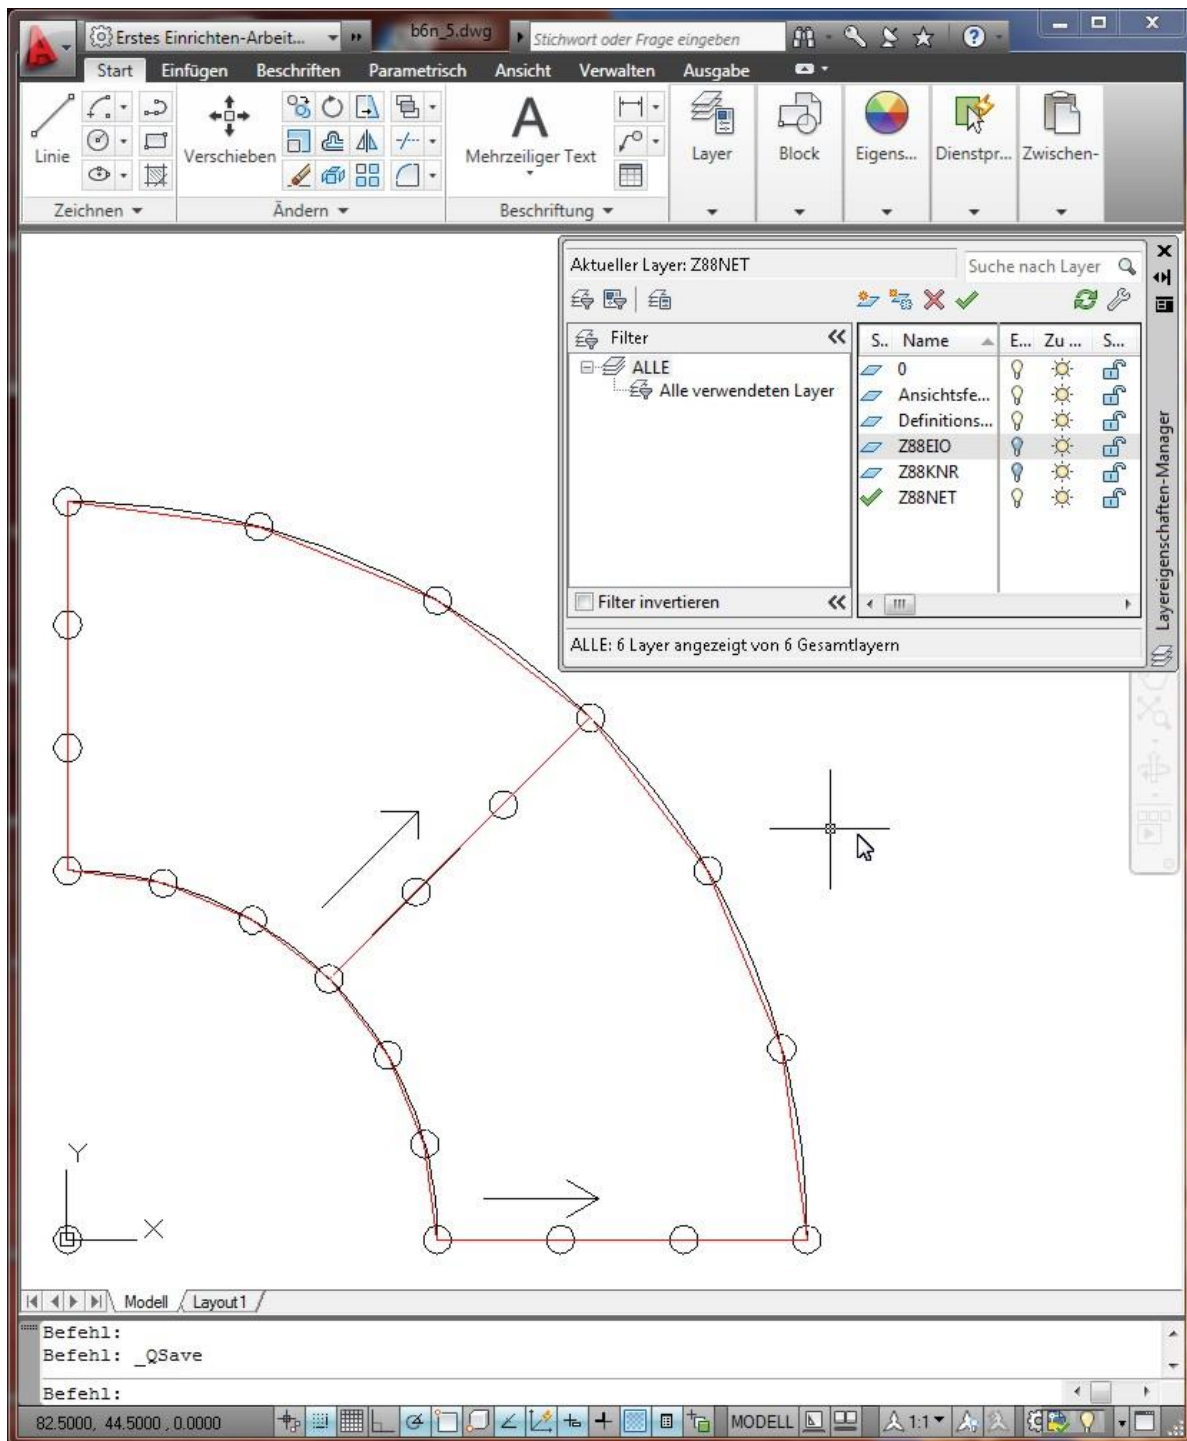 Erstes Einrichten-Arbeit...
b6n_5.dwg
Stichwort oder Frage eingeben
Start Einfügen Beschriften Parametrisch Ansicht Verwalten Ausgabe
Linie
Verschieben
A
Mehrzeiliger Text
Layer
Block
Eigens...
Dienstpr...
Zwischen-
Zeichnen
Ändern
Beschriftung
Aktueller Layer: Z88NET
Suche nach Layer
Filter
ALLE
Alle verwendeten Layer
S.. Name E... Zu ... S...
0
Ansichtsfe...
Definitions...
Z88EIO
Z88KNR
Z88NET
Filter invertieren
ALLE: 6 Layer angezeigt von 6 Gesamtlayern
Layereigenschaften-Manager
Y
X
Modell Layout1
Befehl:
Befehl: _QSave
Befehl:
82.5000, 44.5000 , 0.0000
MODELL
1:1